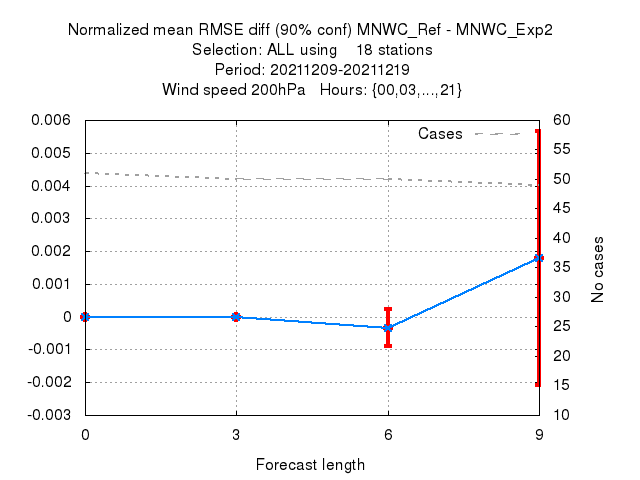 Normalized mean RMSE diff (90% conf) MNWC_Ref - MNWC_Exp2
Selection: ALL using    18 stations
Period: 20211209-20211219
Wind speed 200hPa   Hours: {00,03,...,21}
Cases
0.006
0.005
0.004
0.003
0.002
0.001
0
-0.001
-0.002
-0.003
60
55
50
45
40
35
30
25
20
15
10
No cases
0 3 6 9
Forecast length